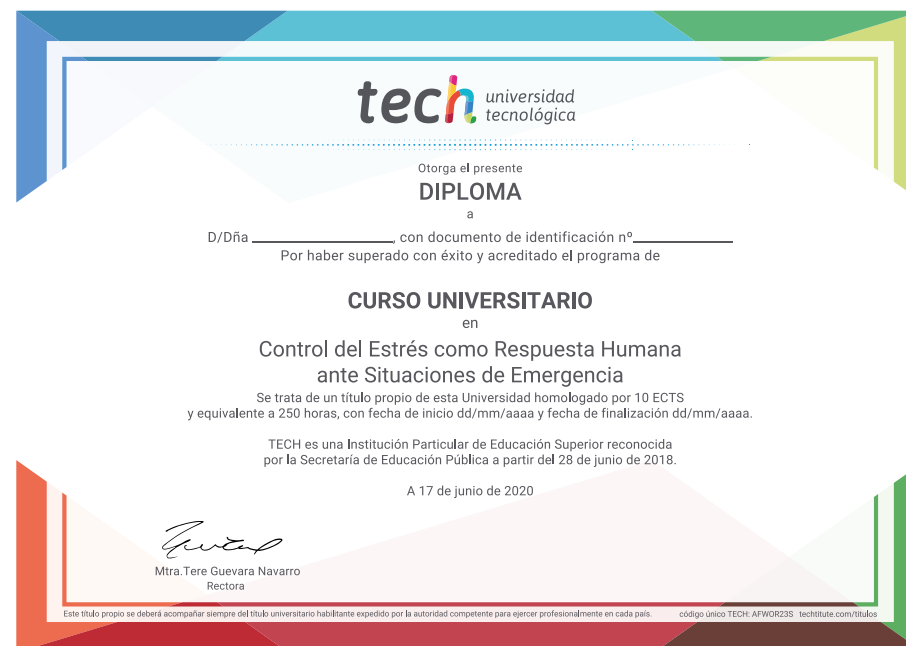 tech universidad
tecnológica
Otorga el presente
DIPLOMA
a
D/Dña ____________, con documento de identificación nº____________
Por haber superado con éxito y acreditado el programa de
CURSO UNIVERSITARIO
en
Control del Estrés como Respuesta Humana
ante Situaciones de Emergencia
Se trata de un título propio de esta Universidad homologado por 10 ECTS
y equivalente a 250 horas, con fecha de inicio dd/mm/aaaa y fecha de finalización dd/mm/aaaa.
TECH es una Institución Particular de Educación Superior reconocida
por la Secretaría de Educación Pública a partir del 28 de junio de 2018.
A 17 de junio de 2020
Mtra.Tere Guevara Navarro
Rectora
Este título propio se deberá acompañar siempre del título universitario habilitante expedido por la autoridad competente para ejercer profesionalmente en cada país. código único TECH: AFWOR23S techtitute.com/títulos